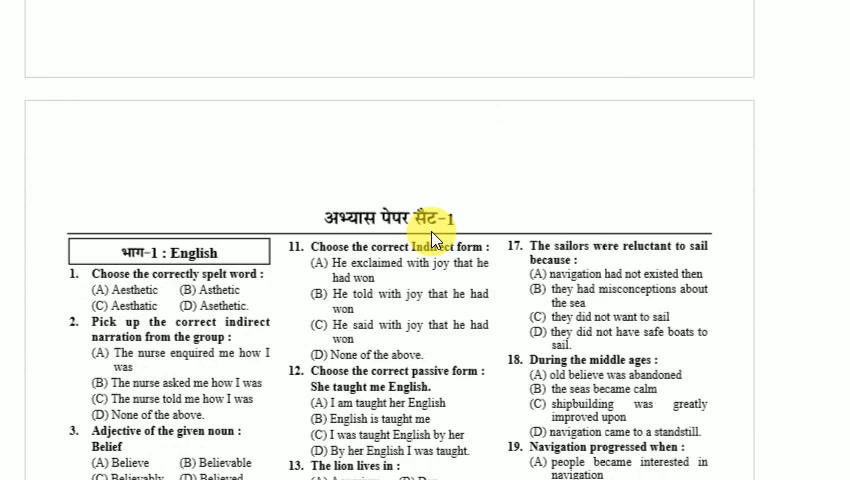 अभ्यास पेपर सैट-1
भाग-1 : English
1. Choose the correctly spelt word :
(A) Aesthetic (B) Asthetic
(C) Aesthatic (D) Asethetic.
2. Pick up the correct indirect
narration from the group :
(A) The nurse enquired me how I
was
(B) The nurse asked me how I was
(C) The nurse told me how I was
(D) None of the above.
3. Adjective of the given noun :
Belief
(A) Believe (B) Believable
(C) Believably (D) Believed
11. Choose the correct Indirect form :
(A) He exclaimed with joy that he
had won
(B) He told with joy that he had
won
(C) He said with joy that he had
won
(D) None of the above.
12. Choose the correct passive form :
She taught me English.
(A) I am taught her English
(B) English is taught me
(C) I was taught English by her
(D) By her English I was taught.
13. The lion lives in :
17. The sailors were reluctant to sail
because :
(A) navigation had not existed then
(B) they had misconceptions about
the sea
(C) they did not want to sail
(D) they did not have safe boats to
sail.
18. During the middle ages :
(A) old believe was abandoned
(B) the seas became calm
(C) shipbuilding was greatly
improved upon
(D) navigation came to a standstill.
19. Navigation progressed when :
(A) people became interested in
navigation